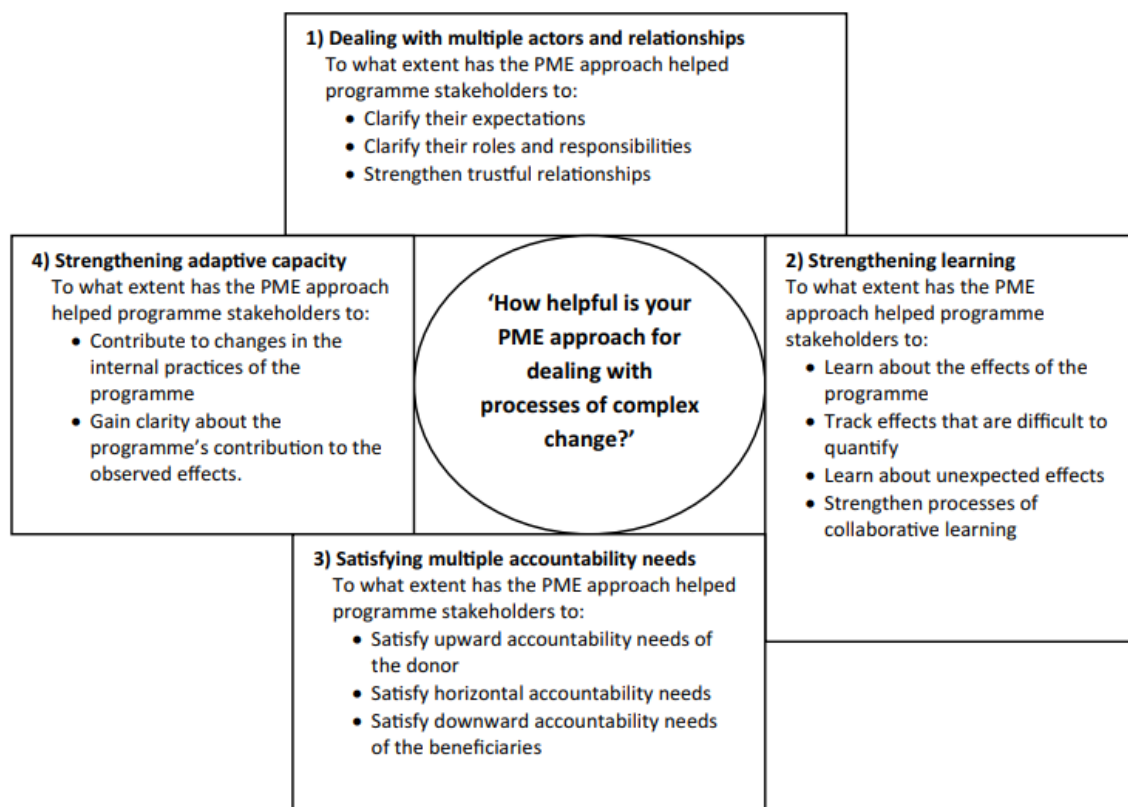 1) Dealing with multiple actors and relationships
To what extent has the PME approach helped
programme stakeholders to:
• Clarify their expectations
• Clarify their roles and responsibilities
• Strengthen trustful relationships
4) Strengthening adaptive capacity
To what extent has the PME approach
helped programme stakeholders to:
• Contribute to changes in the
internal practices of the
programme
• Gain clarity about the
programme's contribution to the
observed effects.
‘How helpful is your
PME approach for
dealing with
processes of complex
change?’
2) Strengthening learning
To what extent has the PME
approach helped programme
stakeholders to:
• Learn about the effects of the
programme
• Track effects that are difficult to
quantify
• Learn about unexpected effects
• Strengthen processes of
collaborative learning
3) Satisfying multiple accountability needs
To what extent has the PME approach helped
programme stakeholders to:
• Satisfy upward accountability needs of
the donor
• Satisfy horizontal accountability needs
• Satisfy downward accountability needs
of the beneficiaries